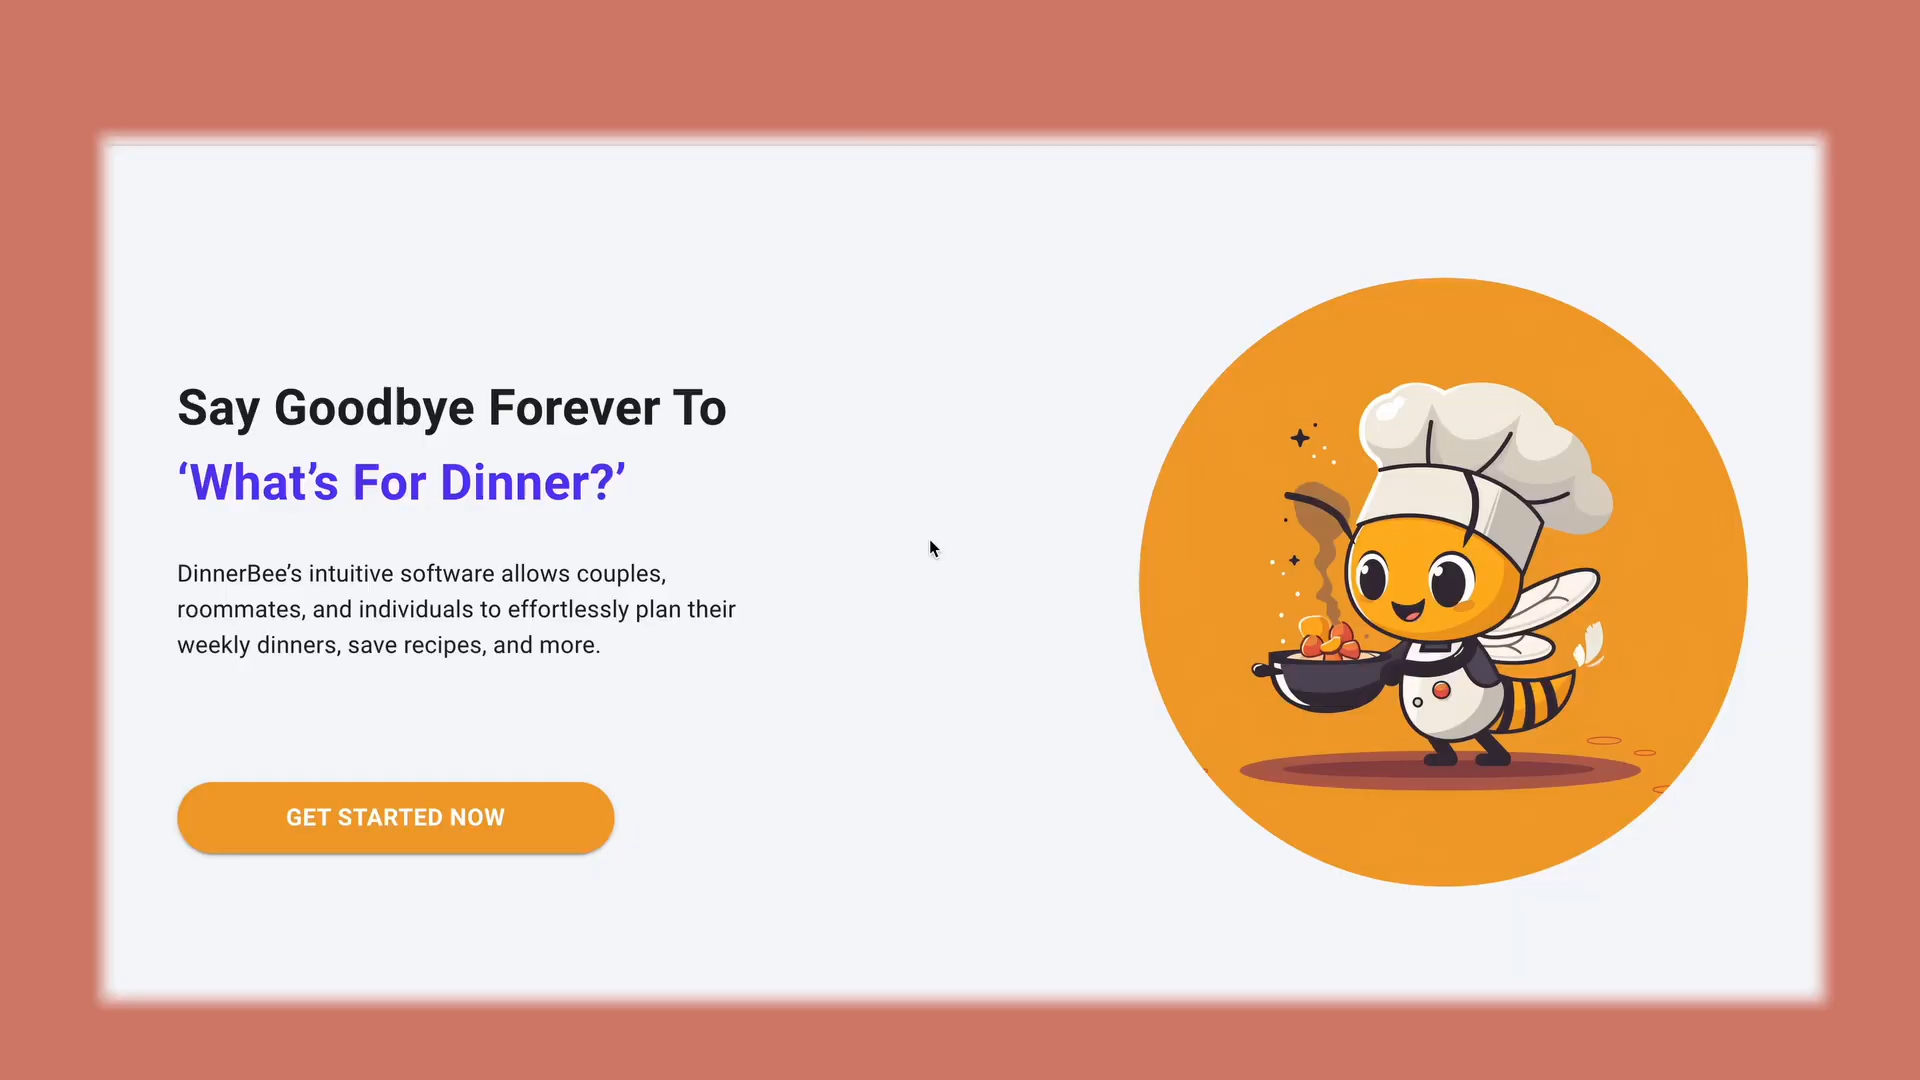 Say Goodbye Forever To
‘What’s For Dinner?’
DinnerBee’s intuitive software allows couples,
roommates, and individuals to effortlessly plan their
weekly dinners, save recipes, and more.
GET STARTED NOW